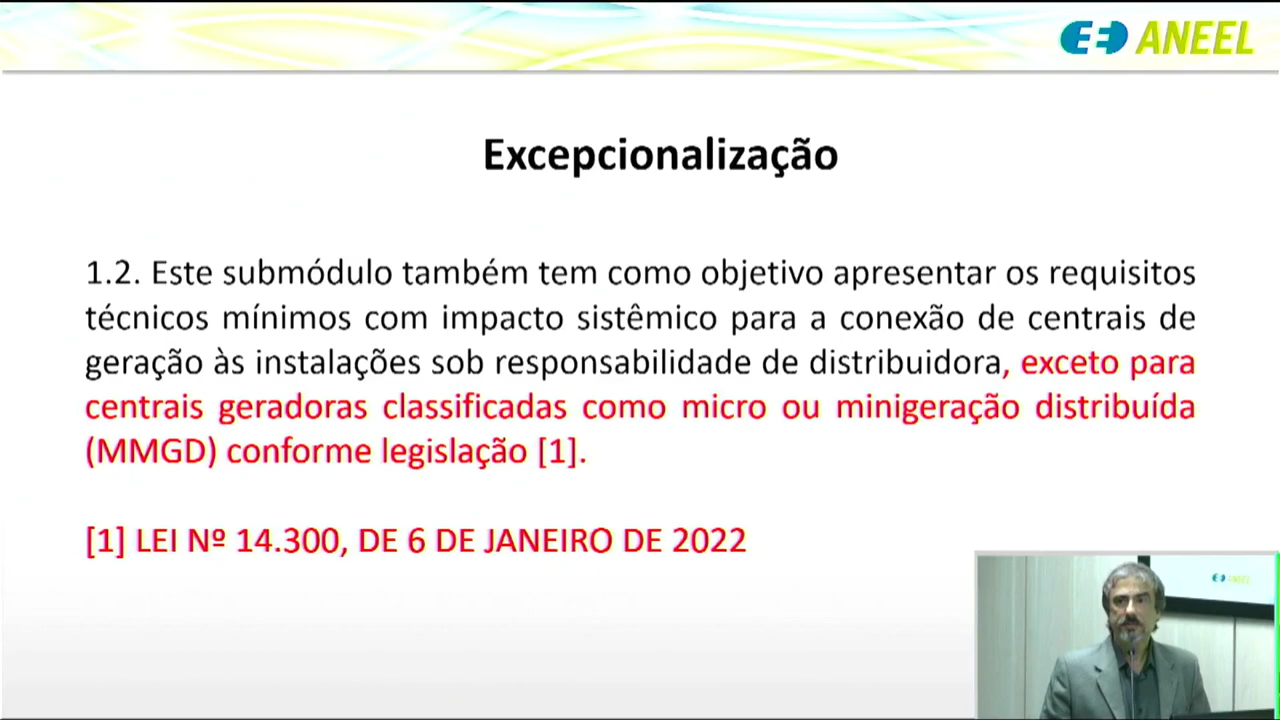 ANEEL
Excepcionalização
1.2. Este submódulo também tem como objetivo apresentar os requisitos
técnicos mínimos com impacto sistêmico para a conexão de centrais de
geração às instalações sob responsabilidade de distribuidora, exceto para
centrais geradoras classificadas como micro ou minigeração distribuída
(MMGD) conforme legislação [1].
[1] LEI Nº 14.300, DE 6 DE JANEIRO DE 2022
ANEEL